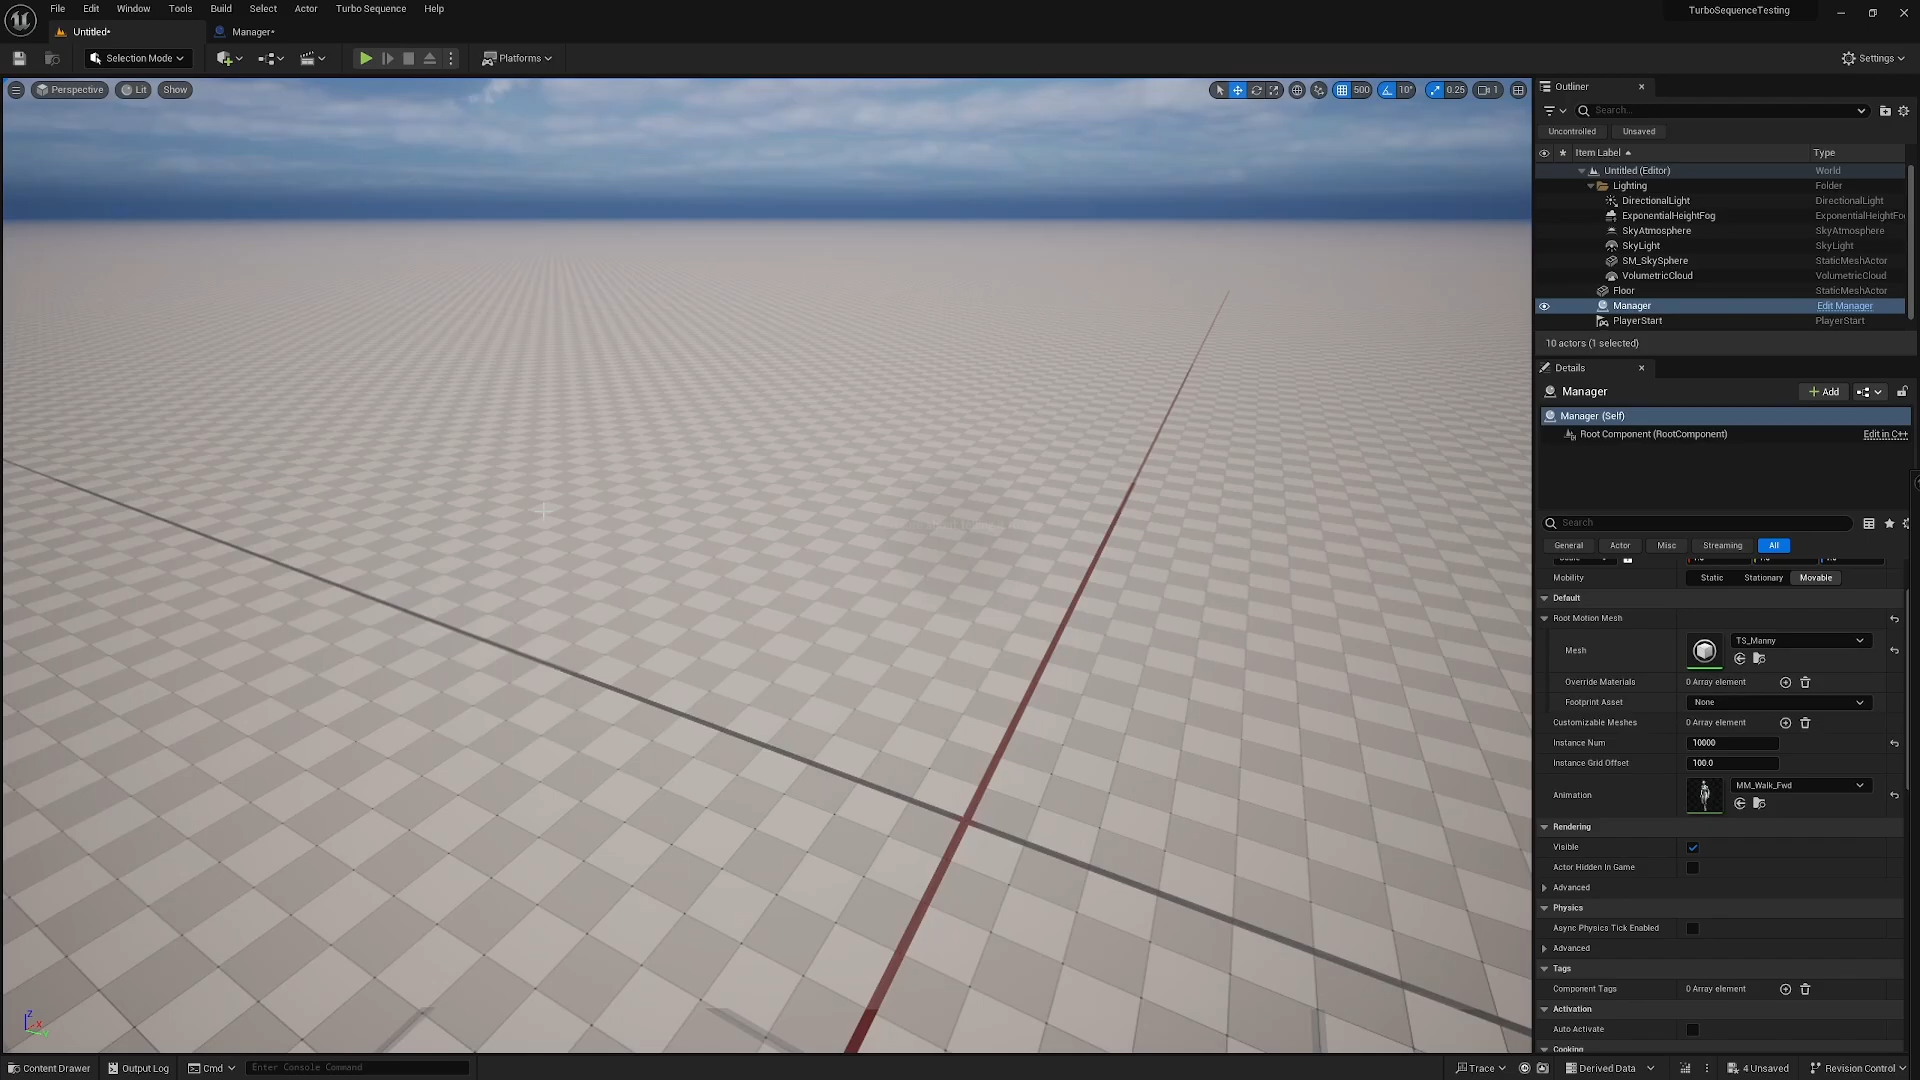 File Edit Window Tools Build Select Actor Turbo Sequence Help
TurboSequenceTesting
Untitled*
Manager*
Selection Mode
Platforms
Settings
Perspective
Lit
Show
500
10°
0.25
1
Outliner
Search...
Uncontrolled
Unsaved
Item Label
Type
Untitled (Editor)
World
Lighting
Folder
DirectionalLight
DirectionalLight
ExponentialHeightFog
ExponentialHeightFo
SkyAtmosphere
SkyAtmosphere
SkyLight
SkyLight
SM_SkySphere
StaticMeshActor
VolumetricCloud
VolumetricCloud
Floor
StaticMeshActor
Manager
Edit Manager
PlayerStart
PlayerStart
10 actors (1 selected)
Details
Manager
Add
Manager (Self)
Root Component (RootComponent)
Edit in C++
Search
General
Actor
Misc
Streaming
All
Mobility
Static
Stationary
Movable
Default
Root Motion Mesh
Mesh
TS_Manny
Override Materials
0 Array element
Footprint Asset
None
Customizable Meshes
0 Array element
Instance Num
10000
Instance Grid Offset
100.0
Animation
MM_Walk_Fwd
Rendering
Visible
Actor Hidden In Game
Advanced
Physics
Async Physics Tick Enabled
Advanced
Tags
Component Tags
0 Array element
Activation
Auto Activate
Cooking
Z
X
Y
Content Drawer
Output Log
Cmd
Enter Console Command
Trace
Derived Data
4 Unsaved
Revision Control